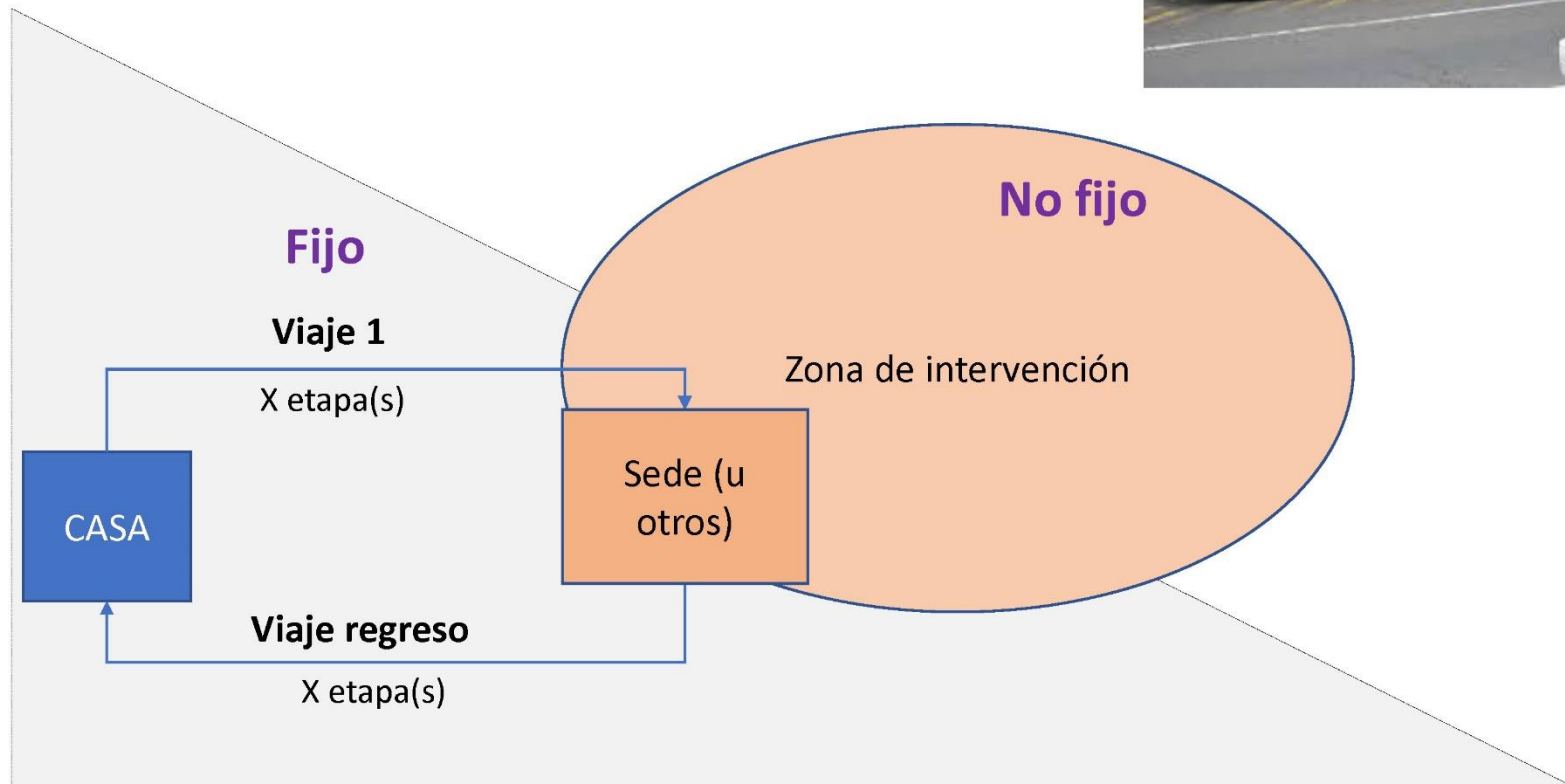 No fijo
Fijo
Viaje 1
X etapa(s)
Zona de intervención
Sede (u
otros)
CASA
Viaje regreso
X etapa(s)